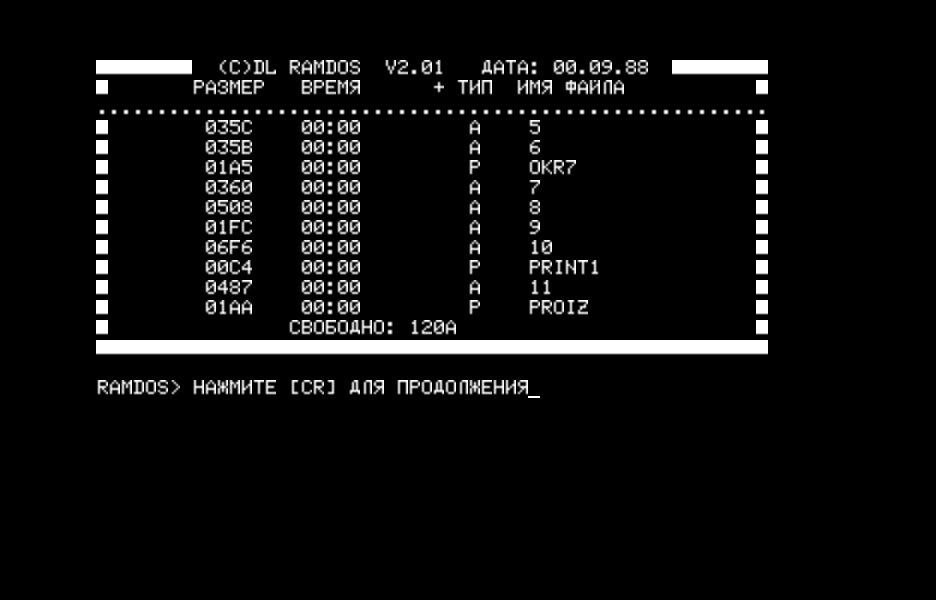 (C)DL RAMDOS V2.01 ДАТА: 00.09.88
РАЗМЕР ВРЕМЯ + ТИП ИМЯ ФАЙЛА
035C 00:00 A 5
035B 00:00 A 6
01A5 00:00 P OKR7
0360 00:00 A 7
0508 00:00 A 8
01FC 00:00 A 9
06F6 00:00 A 10
00C4 00:00 P PRINT1
0487 00:00 A 11
01AA 00:00 P PROIZ
СВОБОДНО: 120A
RAMDOS> НАЖМИТЕ [CR] ДЛЯ ПРОДОЛЖЕНИЯ_